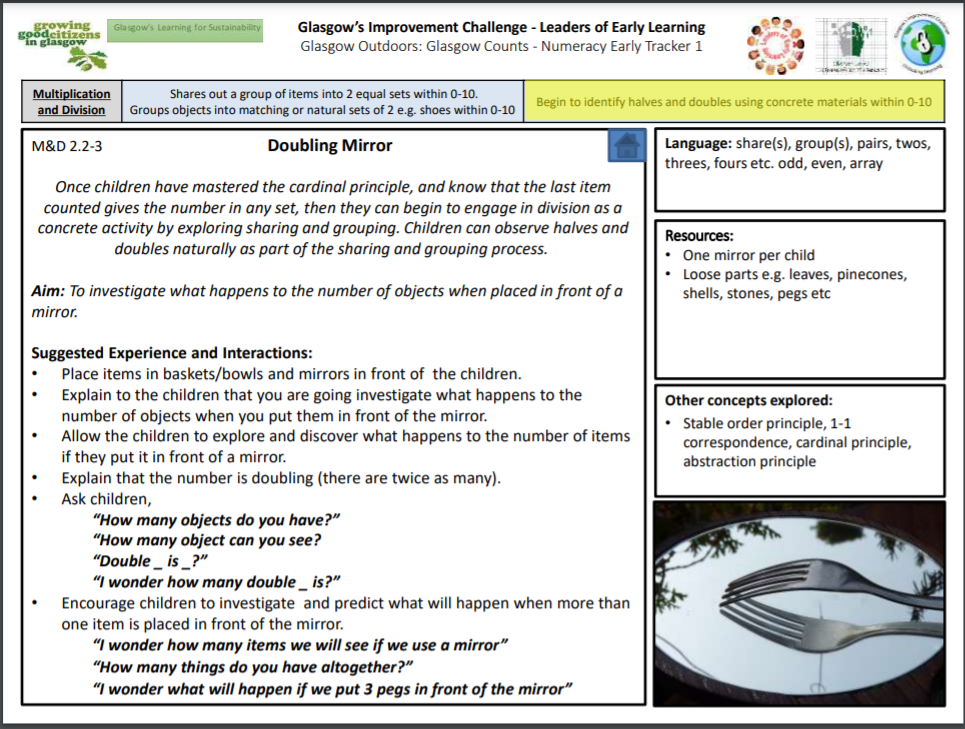 growing
goodcitizens
in glasgow
Glasgow's Learning for Sustainability
Glasgow's Improvement Challenge - Leaders of Early Learning
Glasgow Outdoors: Glasgow Counts - Numeracy Early Tracker 1
Leaders of Early Learning
Multiplication
and Division
Shares out a group of items into 2 equal sets within 0-10.
Groups objects into matching or natural sets of 2 e.g. shoes within 0-10
Begin to identify halves and doubles using concrete materials within 0-10
M&D 2.2-3
Doubling Mirror
Once children have mastered the cardinal principle, and know that the last item
counted gives the number in any set, then they can begin to engage in division as a
concrete activity by exploring sharing and grouping. Children can observe halves and
doubles naturally as part of the sharing and grouping process.
Aim: To investigate what happens to the number of objects when placed in front of a
mirror.
Suggested Experience and Interactions:
• Place items in baskets/bowls and mirrors in front of the children.
• Explain to the children that you are going investigate what happens to the
number of objects when you put them in front of the mirror.
• Allow the children to explore and discover what happens to the number of items
if they put it in front of a mirror.
• Explain that the number is doubling (there are twice as many).
• Ask children,
“How many objects do you have?”
“How many object can you see?
“Double _ is _?”
“I wonder how many double _ is?”
• Encourage children to investigate and predict what will happen when more than
one item is placed in front of the mirror.
“I wonder how many items we will see if we use a mirror”
“How many things do you have altogether?”
“I wonder what will happen if we put 3 pegs in front of the mirror”
Language: share(s), group(s), pairs, twos,
threes, fours etc. odd, even, array
Resources:
• One mirror per child
• Loose parts e.g. leaves, pinecones,
shells, stones, pegs etc
Other concepts explored:
• Stable order principle, 1-1
correspondence, cardinal principle,
abstraction principle